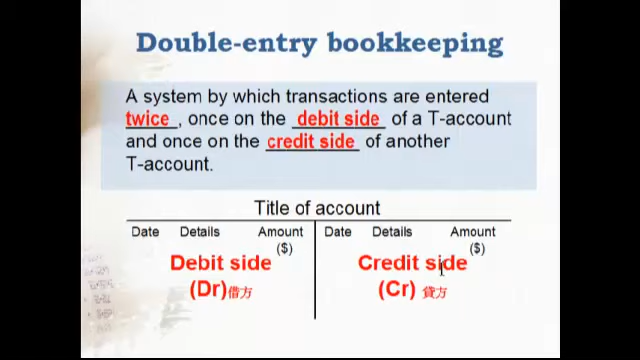 Double-entry bookkeeping
A system by which transactions are entered
twice, once on the debit side of a T-account
and once on the credit side of another
T-account.
Title of account
Date Details Amount Date Details Amount
($) ($)
Debit side Credit side
(Dr)借方 (Cr) 貸方